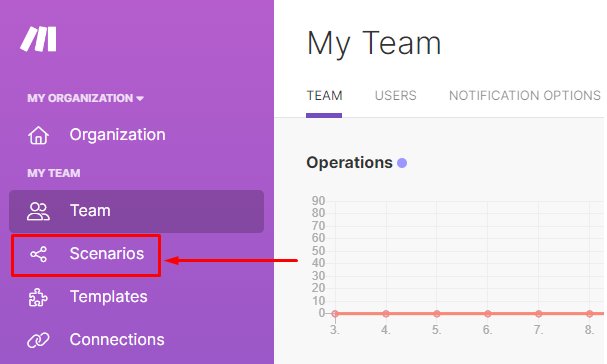 My Team
MY ORGANIZATION
Organization
MY TEAM
Team
Scenarios
Templates
Connections
TEAM USERS NOTIFICATION OPTIONS
Operations
90
80
70
60
50
40
30
20
10
0
3. 4. 5. 6. 7. 8.